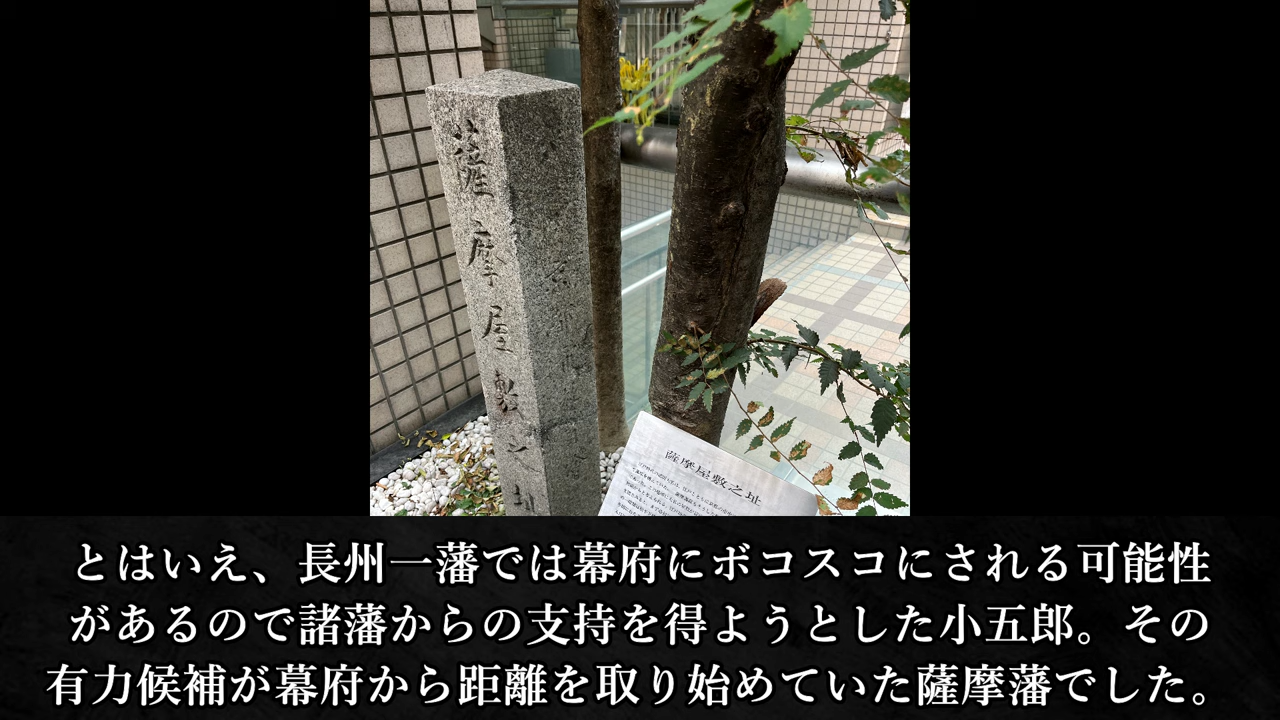 薩摩屋敷之址
薩摩屋敷之址
とはいえ、長州一藩では幕府にボコスコにされる可能性
があるので諸藩からの支持を得ようとした小五郎。その
有力候補が幕府から距離を取り始めていた薩摩藩でした。